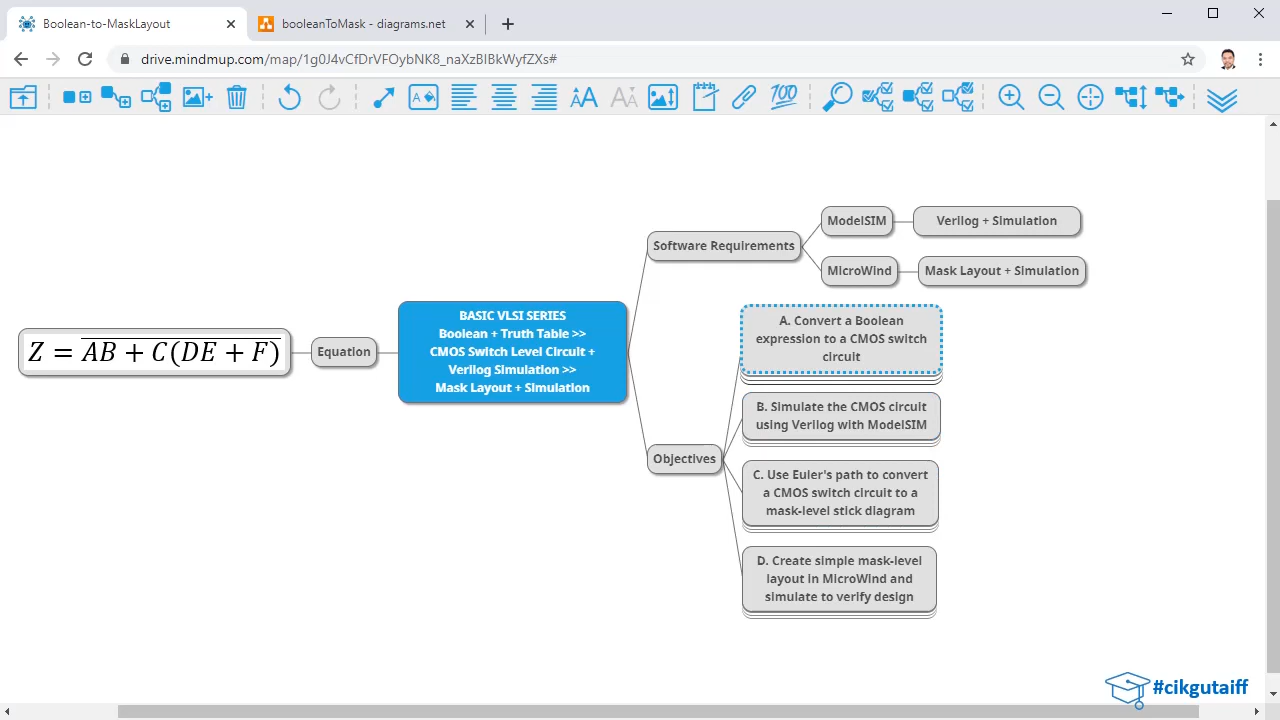 Boolean-to-MaskLayout
booleanToMask - diagrams.net
drive.mindmup.com/map/1g0J4vCfDrVFOybNK8_naXzBIBkWyfZXs#
Z = \overline{AB + C(DE + F)}
Equation
BASIC VLSI SERIES
Boolean + Truth Table >>
CMOS Switch Level Circuit +
Verilog Simulation >>
Mask Layout + Simulation
Software Requirements
ModelSIM
Verilog + Simulation
MicroWind
Mask Layout + Simulation
Objectives
A. Convert a Boolean
expression to a CMOS switch
circuit
B. Simulate the CMOS circuit
using Verilog with ModelSIM
C. Use Euler's path to convert
a CMOS switch circuit to a
mask-level stick diagram
D. Create simple mask-level
layout in MicroWind and
simulate to verify design
#cikgutaiff